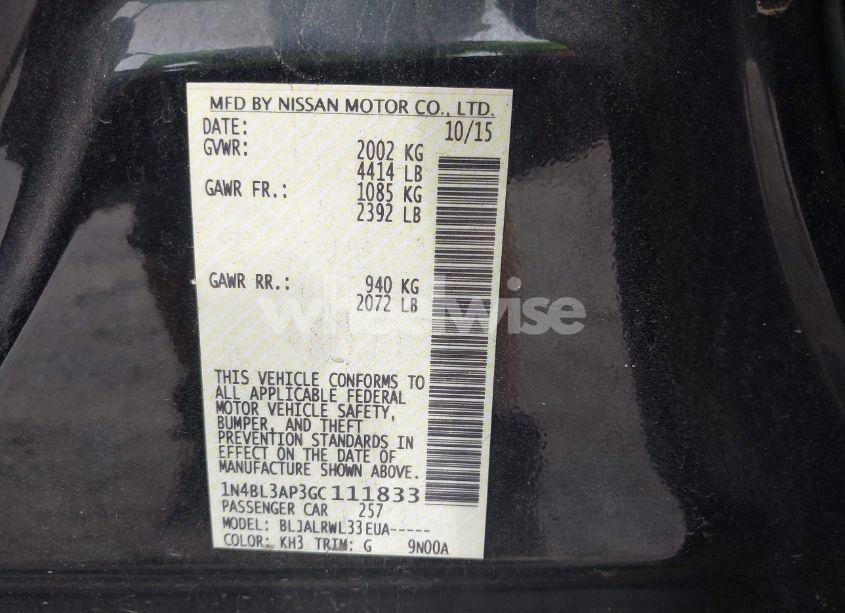 MFD BY NISSAN MOTOR CO., LTD.
DATE: 10/15
GVWR: 2002 KG
4414 LB
GAWR FR.: 1085 KG
2392 LB
GAWR RR.: 940 KG
2072 LB
wheelwise
THIS VEHICLE CONFORMS TO
ALL APPLICABLE FEDERAL
MOTOR VEHICLE SAFETY,
BUMPER, AND THEFT
PREVENTION STANDARDS IN
EFFECT ON THE DATE OF
MANUFACTURE SHOWN ABOVE.
1N4BL3AP3GC111833
PASSENGER CAR 257
MODEL: BLJALRWL33EUA-----
COLOR: KH3 TRIM: G 9N00A